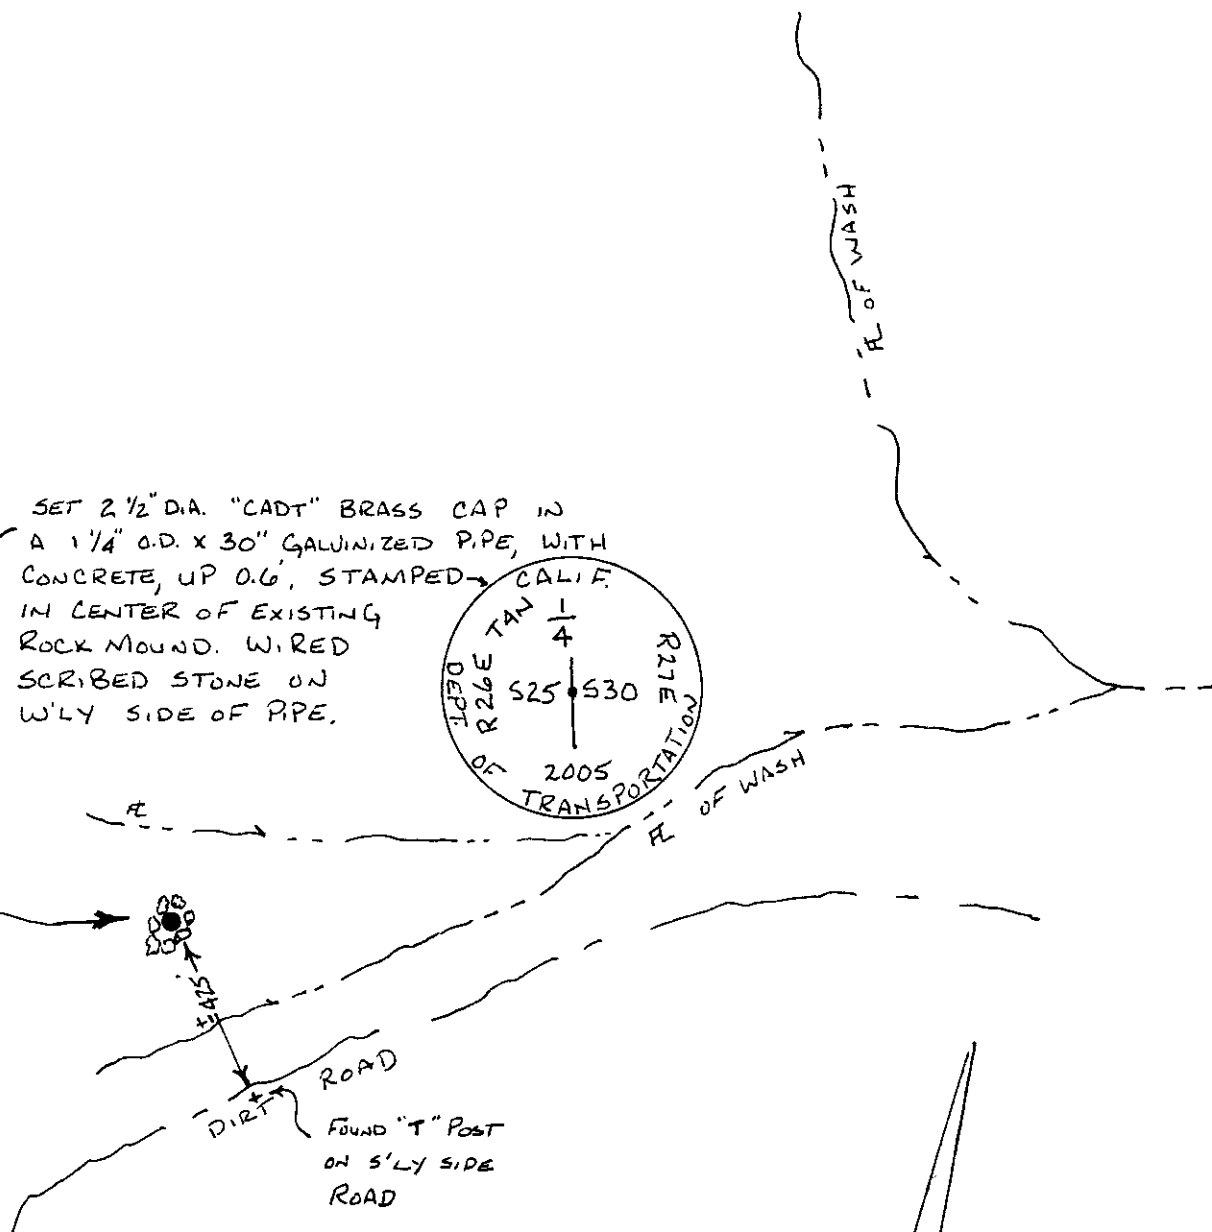 SET 2 1/2" DIA. "CADT" BRASS CAP IN
A 1 1/4" O.D. X 30" GALVINIZED PIPE, WITH
CONCRETE, UP 0.6', STAMPED
IN CENTER OF EXISTING
ROCK MOUND. WIRED
SCRIBED STONE ON
W'LY SIDE OF PIPE.
CALIF.
DEPT. OF TRANSPORTATION
R26E TAN
1/4
R27E
S25 S30
2005
FL OF WASH
FL
FL OF WASH
±425'
DIRT ROAD
FOUND "T" POST
ON S'LY SIDE
ROAD